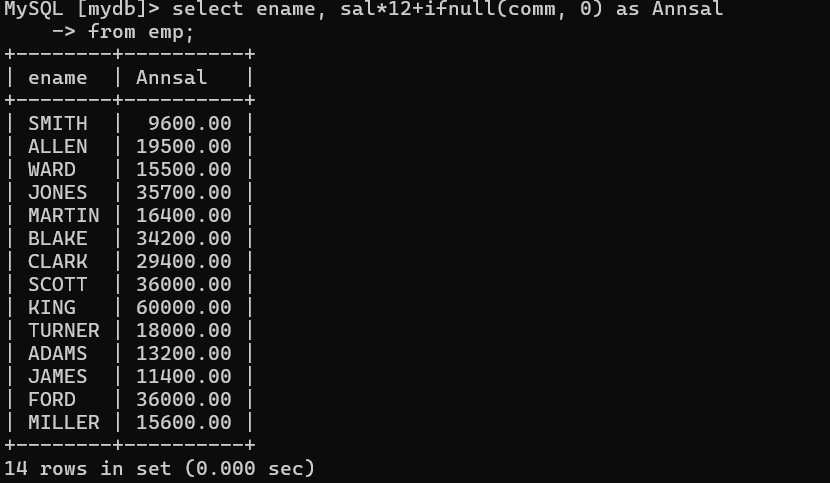 MySQL [mydb]> select ename, sal*12+ifnull(comm, 0) as Annsal
    -> from emp;
+--------+----------+
| ename  | Annsal   |
+--------+----------+
| SMITH  |  9600.00 |
| ALLEN  | 19500.00 |
| WARD   | 15500.00 |
| JONES  | 35700.00 |
| MARTIN | 16400.00 |
| BLAKE  | 34200.00 |
| CLARK  | 29400.00 |
| SCOTT  | 36000.00 |
| KING   | 60000.00 |
| TURNER | 18000.00 |
| ADAMS  | 13200.00 |
| JAMES  | 11400.00 |
| FORD   | 36000.00 |
| MILLER | 15600.00 |
+--------+----------+
14 rows in set (0.000 sec)